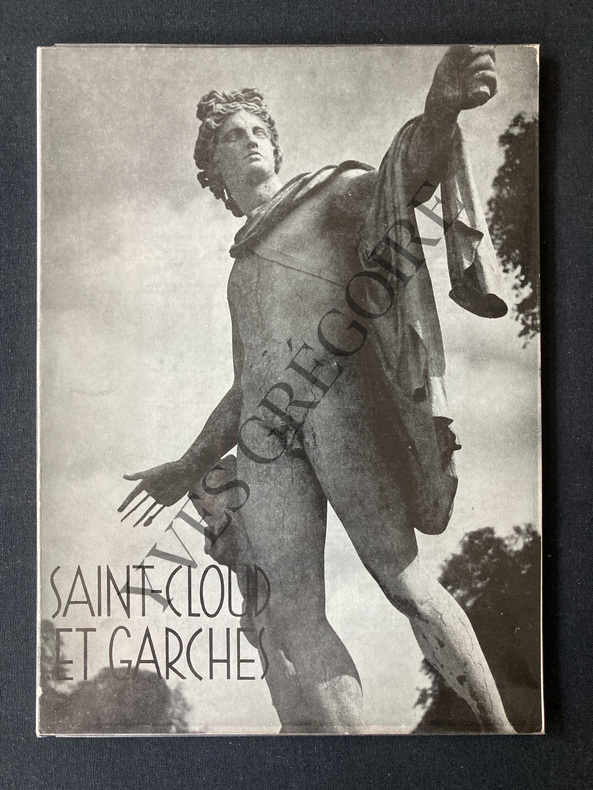 YVES GRÉGOIRE
SAINT-CLOUD
ET GARCHES